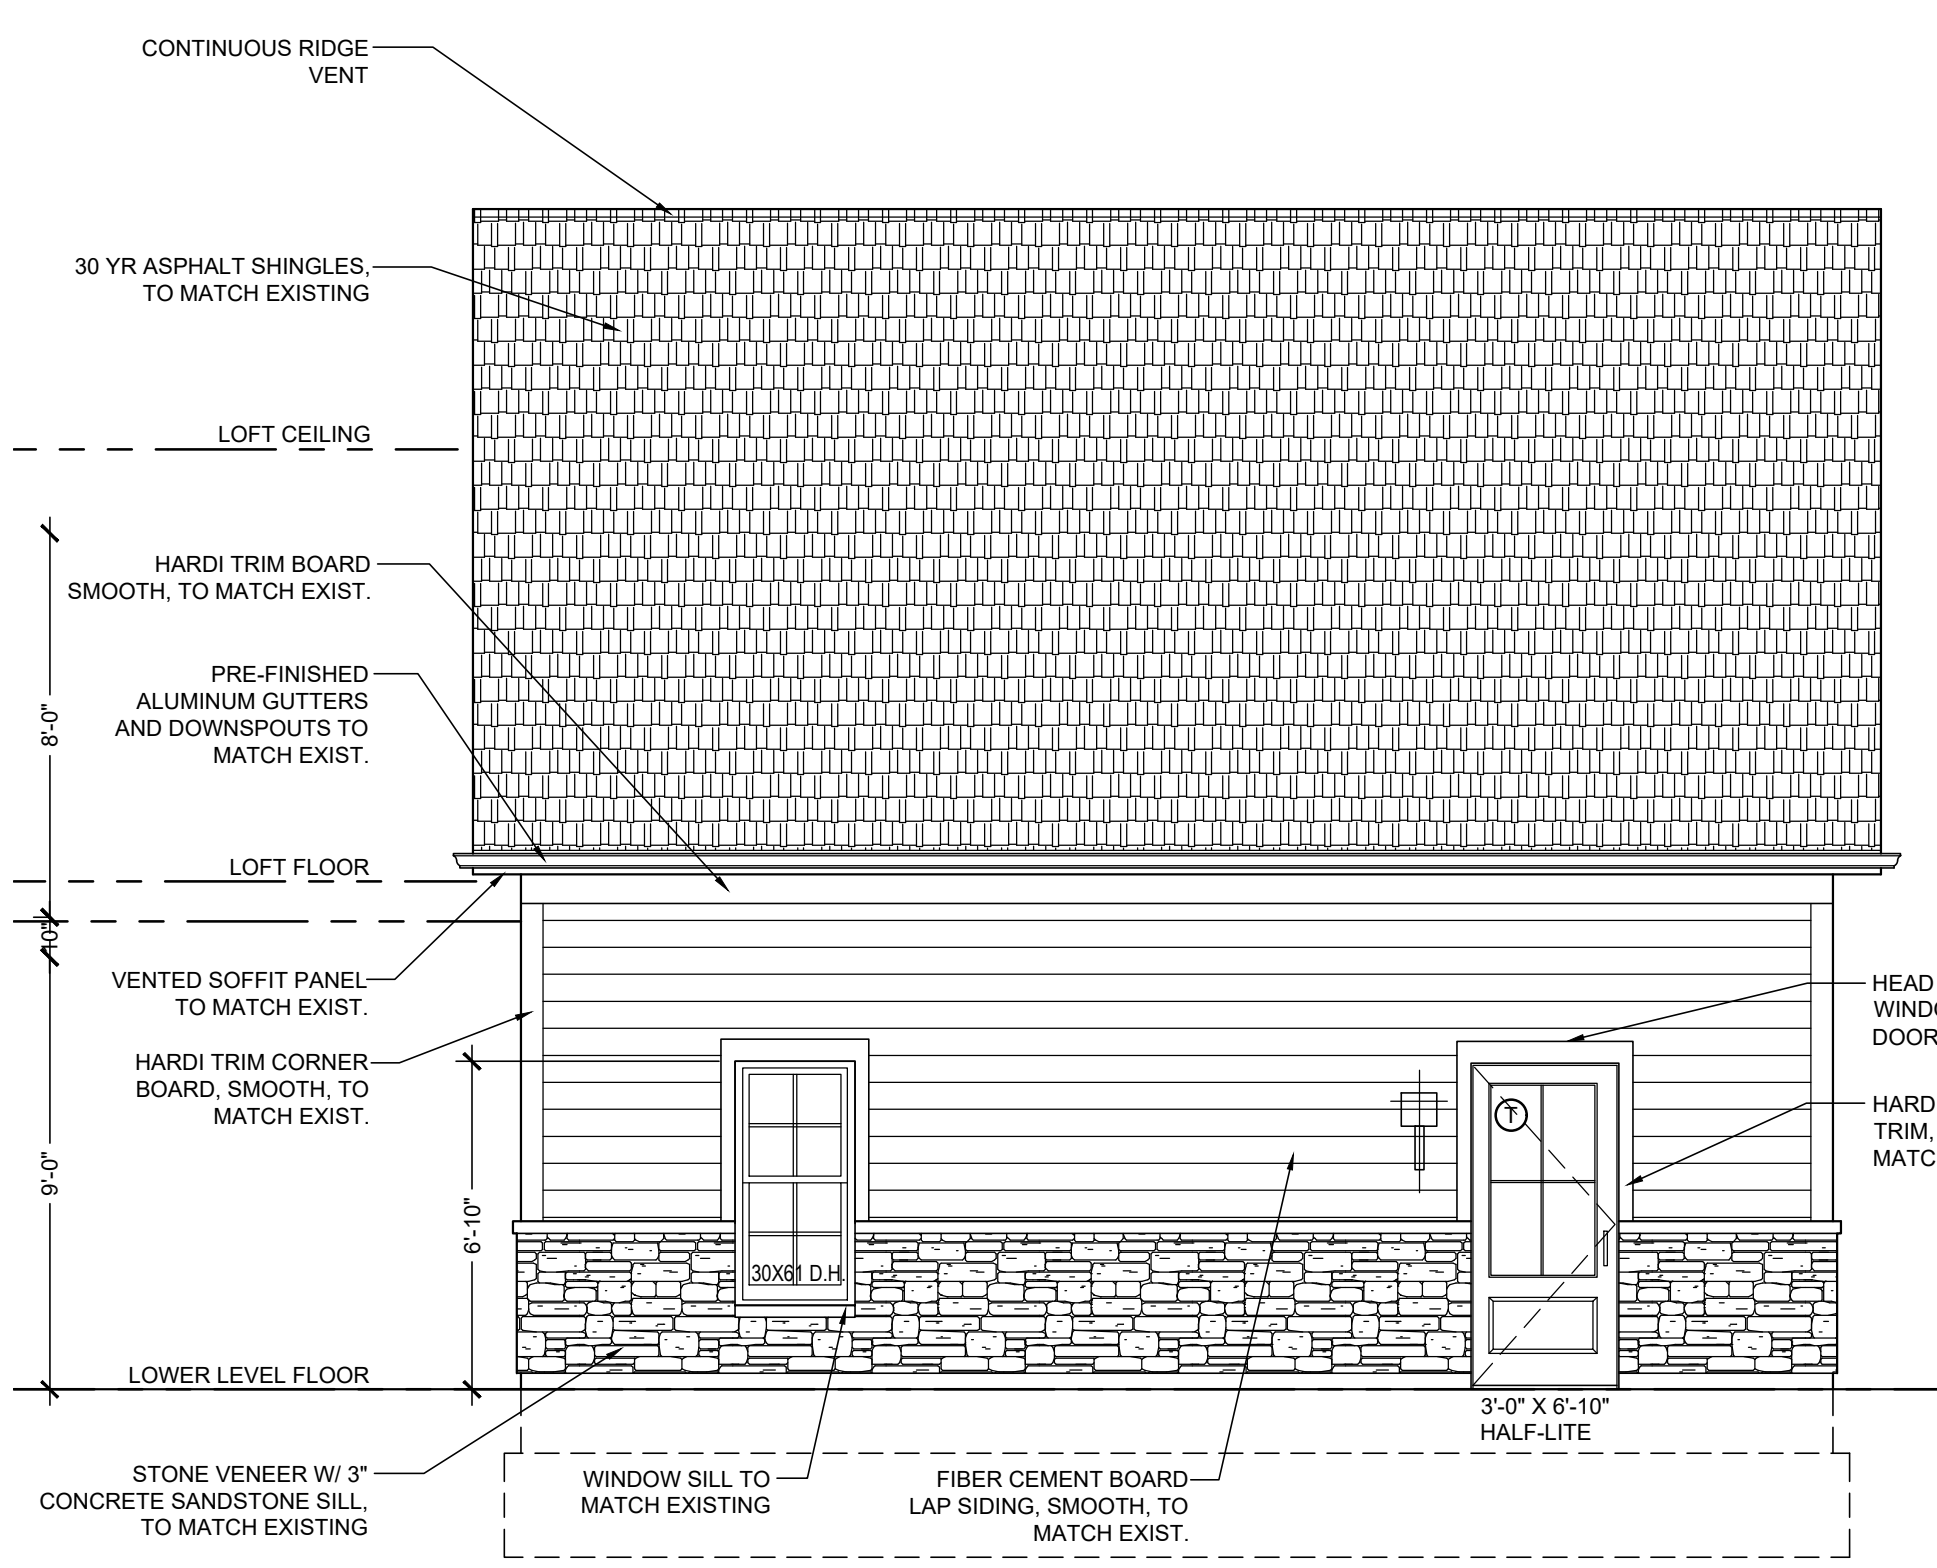 CONTINUOUS RIDGE
VENT
30 YR ASPHALT SHINGLES,
TO MATCH EXISTING
LOFT CEILING
HARDI TRIM BOARD
SMOOTH, TO MATCH EXIST.
PRE-FINISHED
ALUMINUM GUTTERS
AND DOWNSPOUTS TO
MATCH EXIST.
8'-0"
LOFT FLOOR
10"
VENTED SOFFIT PANEL
TO MATCH EXIST.
HEAD
WINDO
DOOR
HARDI TRIM CORNER
BOARD, SMOOTH, TO
MATCH EXIST.
HARD
TRIM,
MATC
T
9'-0"
6'-10"
30X61 D.H.
LOWER LEVEL FLOOR
3'-0" X 6'-10"
HALF-LITE
STONE VENEER W/ 3"
CONCRETE SANDSTONE SILL,
TO MATCH EXISTING
WINDOW SILL TO
MATCH EXISTING
FIBER CEMENT BOARD
LAP SIDING, SMOOTH, TO
MATCH EXIST.